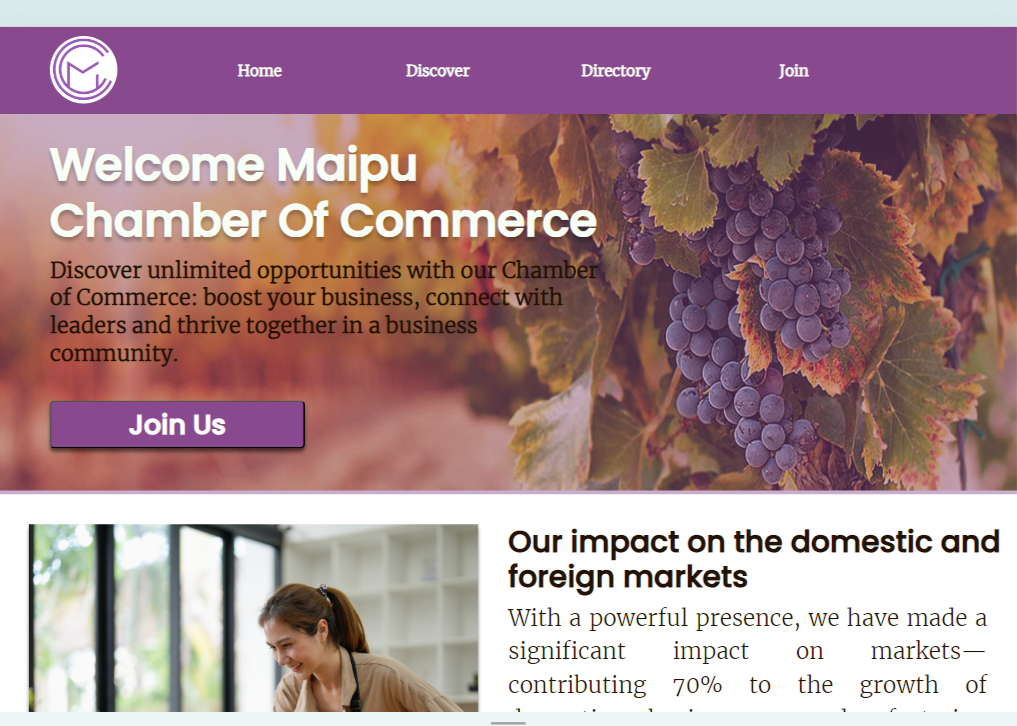 Home Discover Directory Join
Welcome Maipu
Chamber Of Commerce
Discover unlimited opportunities with our Chamber
of Commerce: boost your business, connect with
leaders and thrive together in a business
community.
Join Us
Our impact on the domestic and
foreign markets
With a powerful presence, we have made a
significant impact on markets—
contributing 70% to the growth of